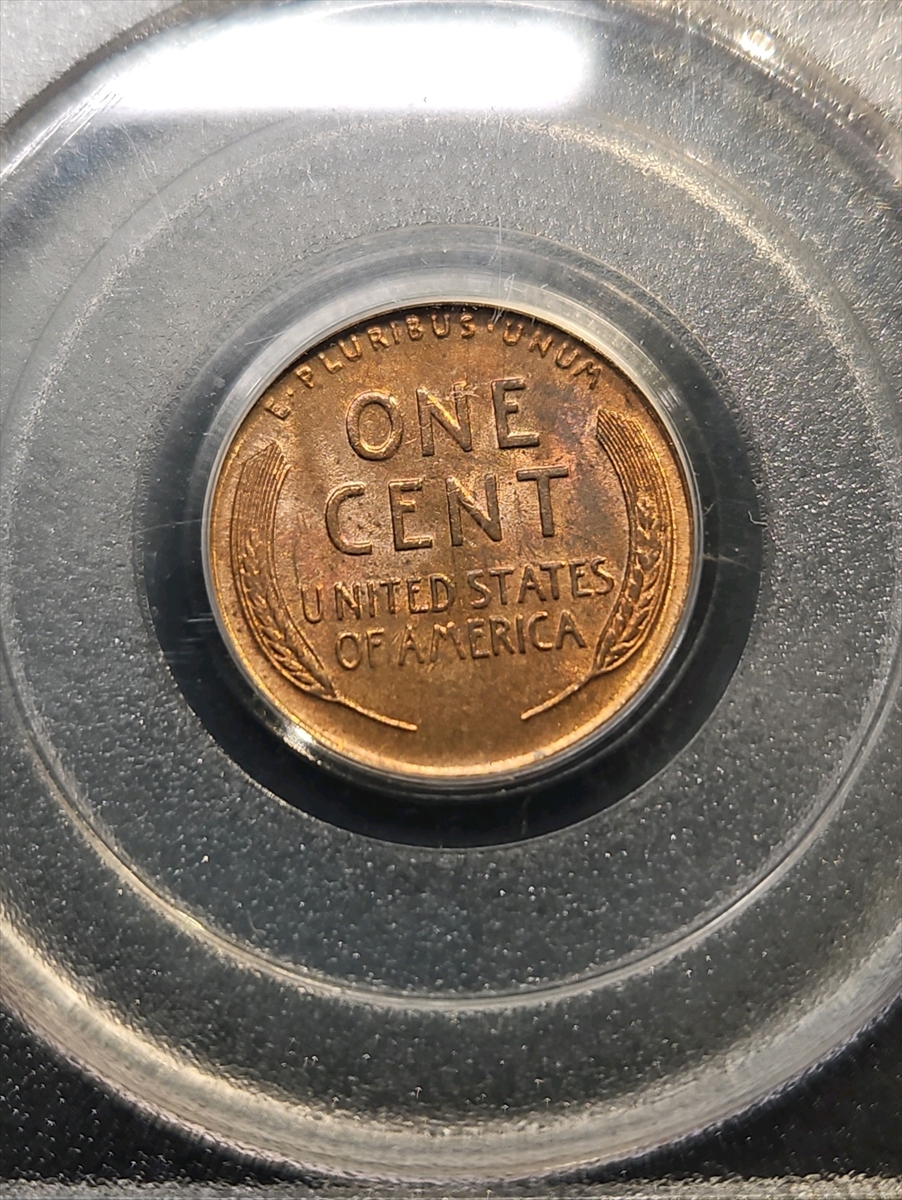 E·PLURIBUS·UNUM
ONE
CENT
UNITED STATES
OF AMERICA